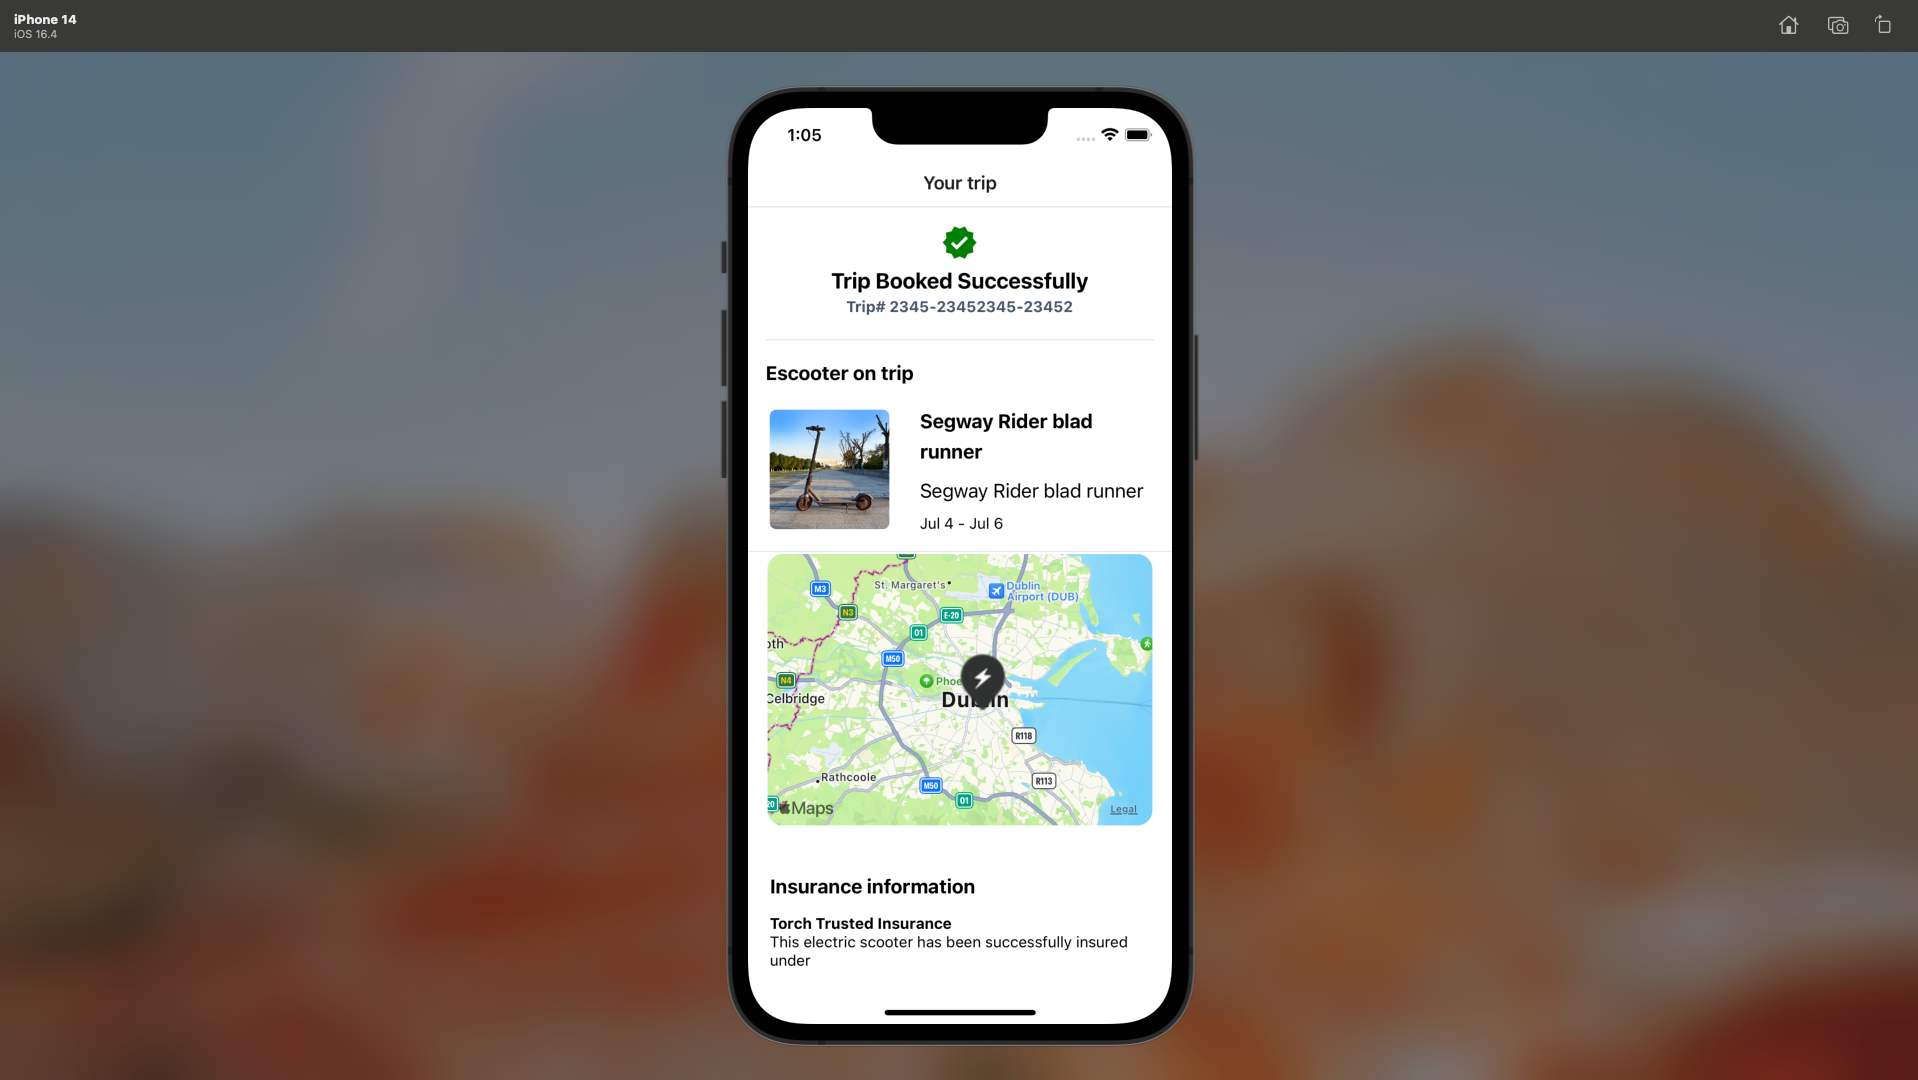 iPhone 14
iOS 16.4
1:05
Your trip
Trip Booked Successfully
Trip# 2345-23452345-23452
Escooter on trip
Segway Rider blad
runner
Segway Rider blad runner
Jul 4 - Jul 6
St. Margaret's
Dublin
Airport (DUB)
M3
N3
E-20
01
M50
N4
Celbridge
Dublin
R118
Rathcoole
R113
M50
01
20
Maps
Legal
Insurance information
Torch Trusted Insurance
This electric scooter has been successfully insured
under